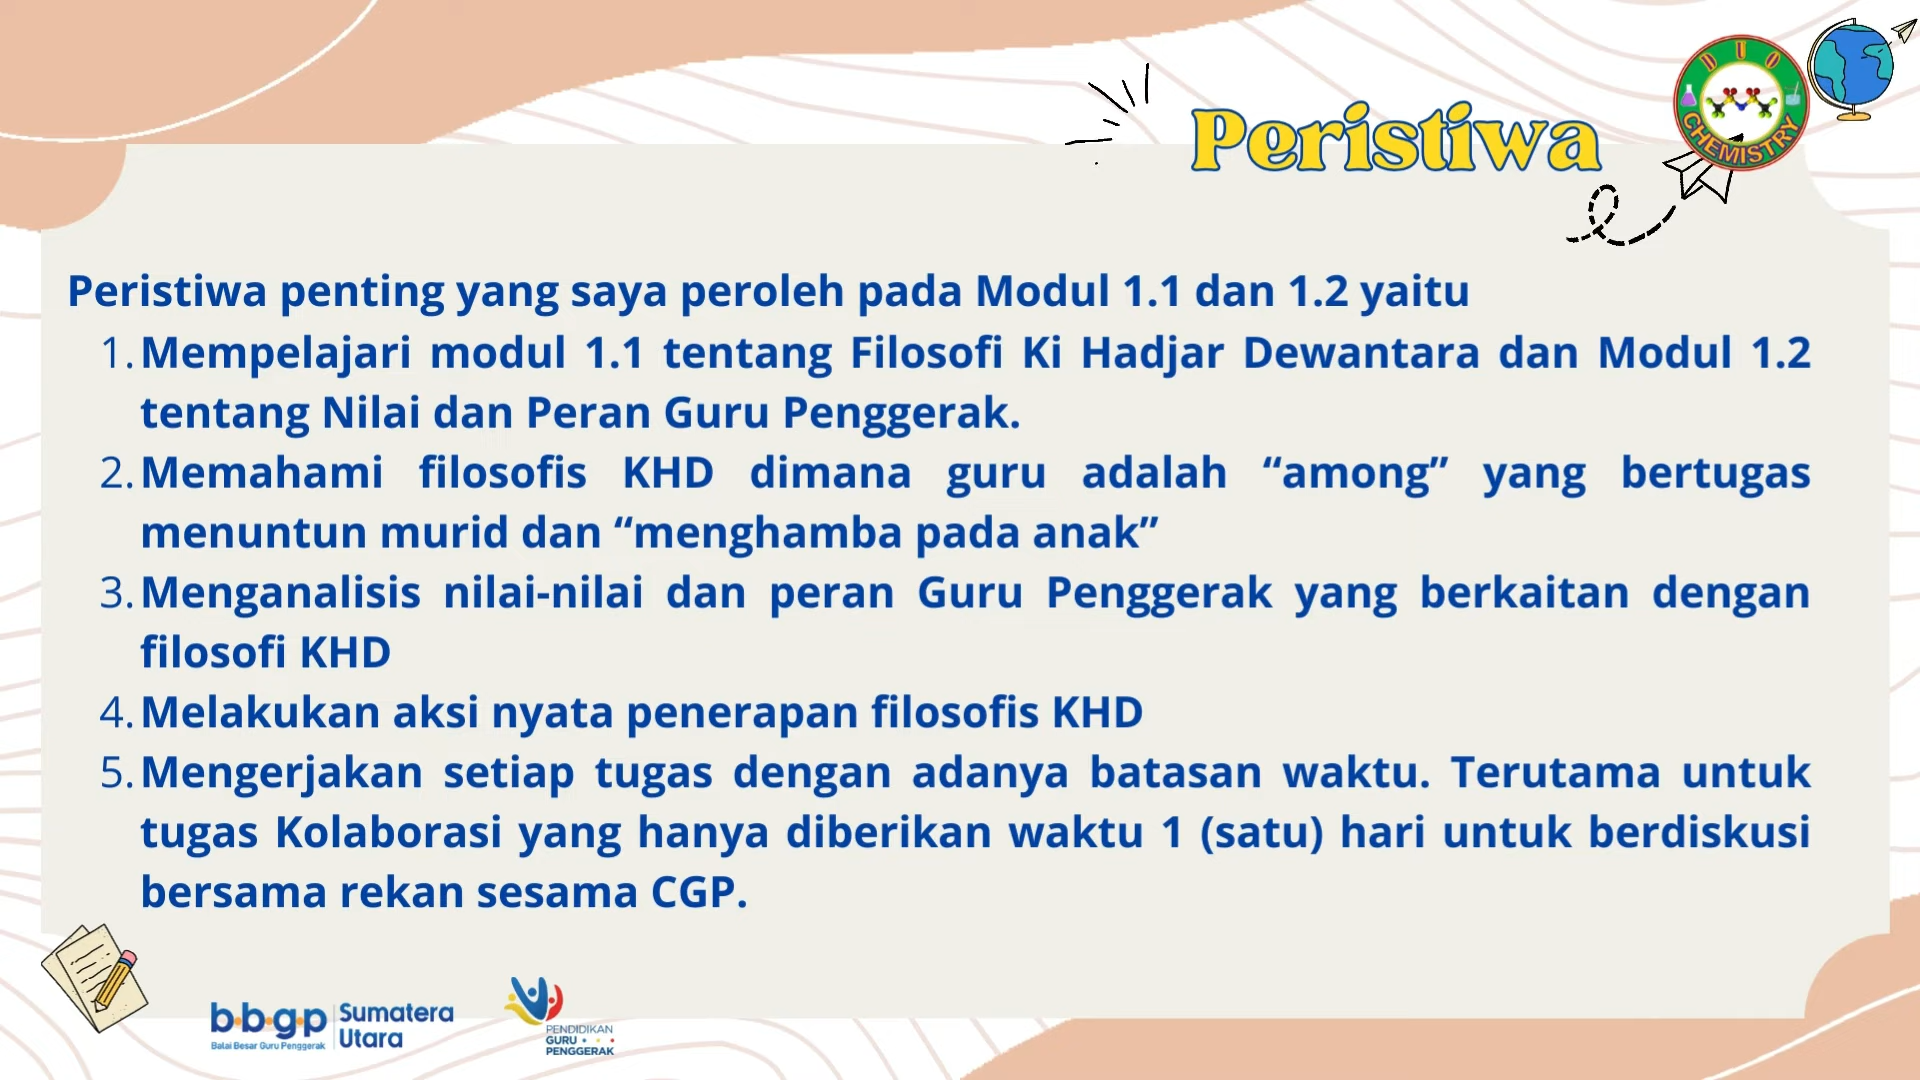 DUO
CHEMISTRY
Peristiwa
Peristiwa penting yang saya peroleh pada Modul 1.1 dan 1.2 yaitu
1. Mempelajari modul 1.1 tentang Filosofi Ki Hadjar Dewantara dan Modul 1.2
tentang Nilai dan Peran Guru Penggerak.
2. Memahami filosofis KHD dimana guru adalah “among” yang bertugas
menuntun murid dan “menghamba pada anak”
3. Menganalisis nilai-nilai dan peran Guru Penggerak yang berkaitan dengan
filosofi KHD
4. Melakukan aksi nyata penerapan filosofis KHD
5. Mengerjakan setiap tugas dengan adanya batasan waktu. Terutama untuk
tugas Kolaborasi yang hanya diberikan waktu 1 (satu) hari untuk berdiskusi
bersama rekan sesama CGP.
b·b·g·p
Balai Besar Guru Penggerak
Sumatera
Utara
PENDIDIKAN
GURU
PENGGERAK